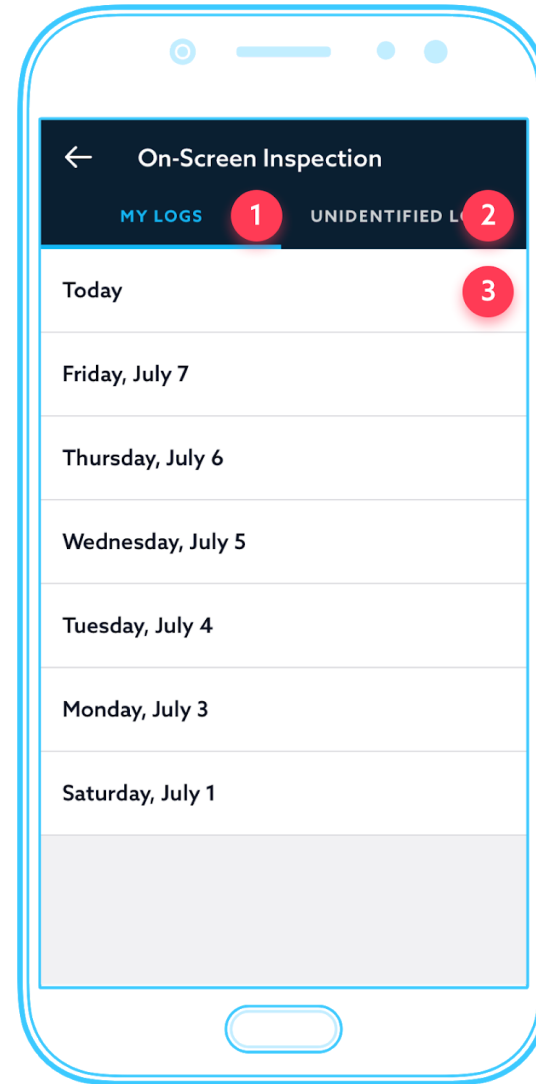 On-Screen Inspection
MY LOGS 1 UNIDENTIFIED 2
Today 3
Friday, July 7
Thursday, July 6
Wednesday, July 5
Tuesday, July 4
Monday, July 3
Saturday, July 1